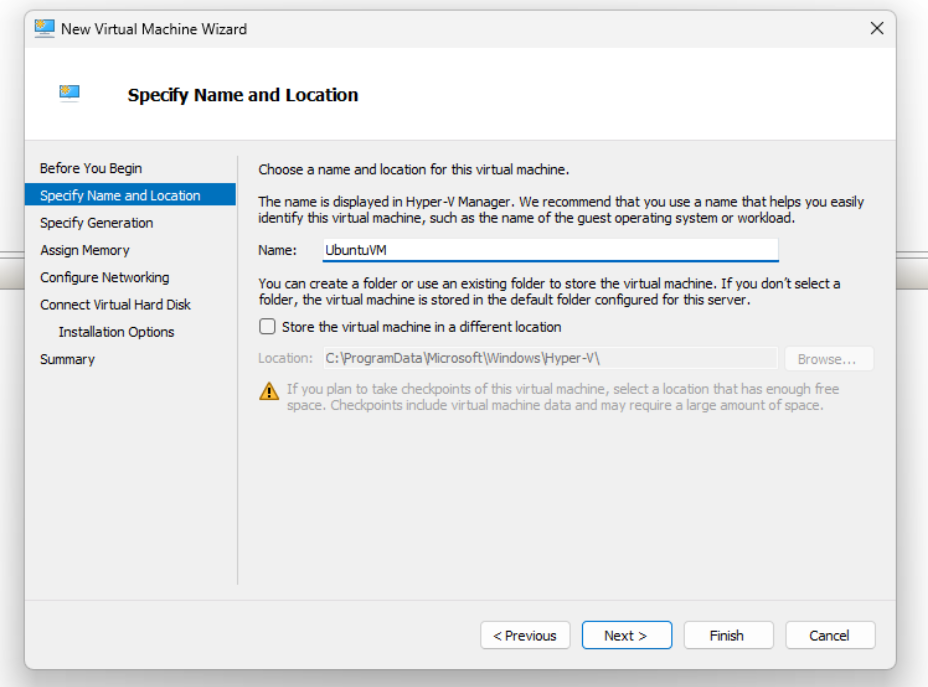 New Virtual Machine Wizard
Specify Name and Location
Before You Begin
Specify Name and Location
Specify Generation
Assign Memory
Configure Networking
Connect Virtual Hard Disk
Installation Options
Summary
Choose a name and location for this virtual machine.
The name is displayed in Hyper-V Manager. We recommend that you use a name that helps you easily
identify this virtual machine, such as the name of the guest operating system or workload.
Name: UbuntuVM
You can create a folder or use an existing folder to store the virtual machine. If you don't select a
folder, the virtual machine is stored in the default folder configured for this server.
Store the virtual machine in a different location
Location: C:\ProgramData\Microsoft\Windows\Hyper-V\ Browse...
If you plan to take checkpoints of this virtual machine, select a location that has enough free
space. Checkpoints include virtual machine data and may require a large amount of space.
< Previous Next > Finish Cancel